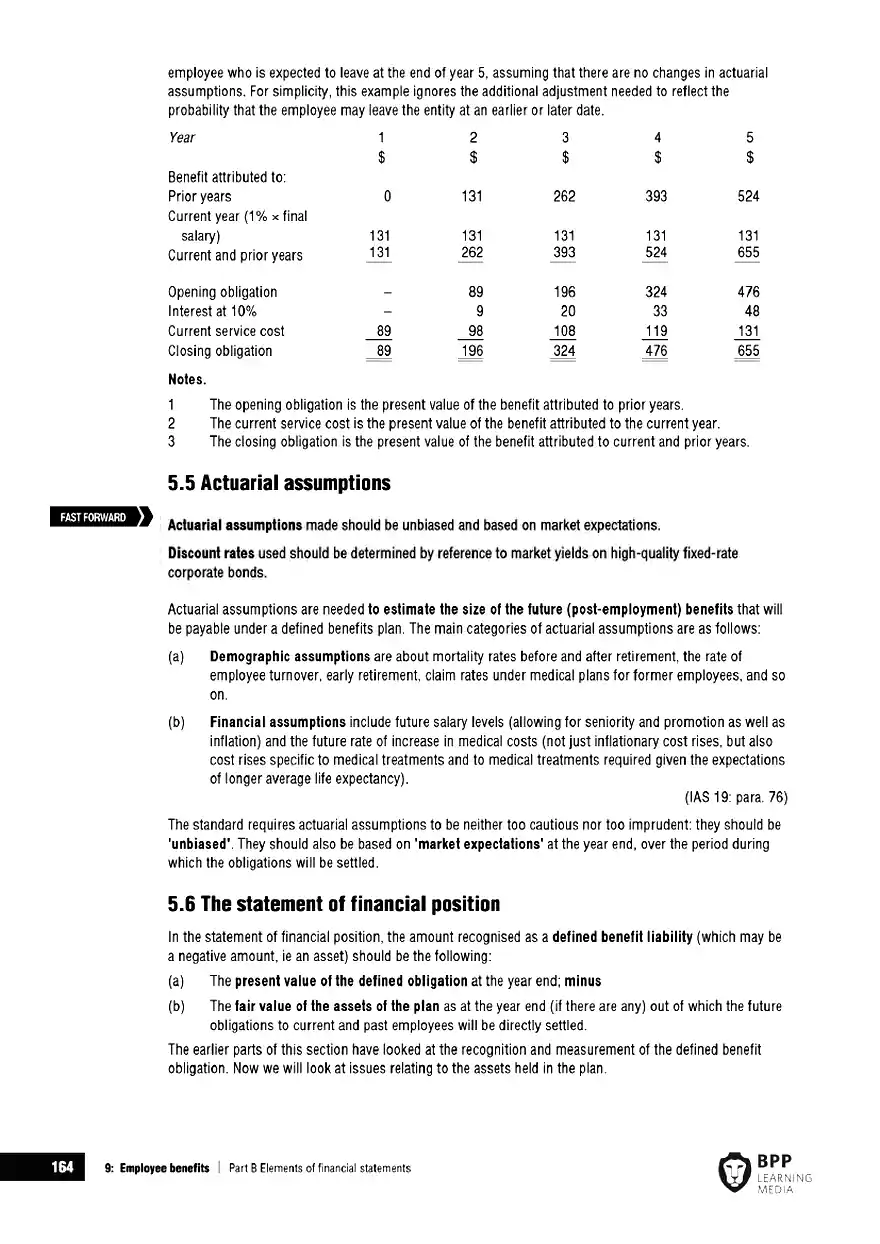 employee who is expected to leave at the end of year 5, assuming that there are no changes in actuarial
assumptions. For simplicity, this example ignores the additional adjustment needed to reflect the
probability that the employee may leave the entity at an earlier or later date.
Year 1 2 3 4 5
$ $ $ $ $
Benefit attributed to:
Prior years 0 131 262 393 524
Current year (1% × final
salary) 131 131 131 131 131
Current and prior years 131 262 393 524 655
Opening obligation – 89 196 324 476
Interest at 10% – 9 20 33 48
Current service cost 89 98 108 119 131
Closing obligation 89 196 324 476 655
Notes.
1 The opening obligation is the present value of the benefit attributed to prior years.
2 The current service cost is the present value of the benefit attributed to the current year.
3 The closing obligation is the present value of the benefit attributed to current and prior years.
5.5 Actuarial assumptions
FAST FORWARD
Actuarial assumptions made should be unbiased and based on market expectations.
Discount rates used should be determined by reference to market yields on high-quality fixed-rate
corporate bonds.
Actuarial assumptions are needed to estimate the size of the future (post-employment) benefits that will
be payable under a defined benefits plan. The main categories of actuarial assumptions are as follows:
(a) Demographic assumptions are about mortality rates before and after retirement, the rate of
employee turnover, early retirement, claim rates under medical plans for former employees, and so
on.
(b) Financial assumptions include future salary levels (allowing for seniority and promotion as well as
inflation) and the future rate of increase in medical costs (not just inflationary cost rises, but also
cost rises specific to medical treatments and to medical treatments required given the expectations
of longer average life expectancy).
(IAS 19: para. 76)
The standard requires actuarial assumptions to be neither too cautious nor too imprudent: they should be
'unbiased'. They should also be based on 'market expectations' at the year end, over the period during
which the obligations will be settled.
5.6 The statement of financial position
In the statement of financial position, the amount recognised as a defined benefit liability (which may be
a negative amount, ie an asset) should be the following:
(a) The present value of the defined obligation at the year end; minus
(b) The fair value of the assets of the plan as at the year end (if there are any) out of which the future
obligations to current and past employees will be directly settled.
The earlier parts of this section have looked at the recognition and measurement of the defined benefit
obligation. Now we will look at issues relating to the assets held in the plan.
164 9: Employee benefits | Part B Elements of financial statements
BPP
LEARNING
MEDIA